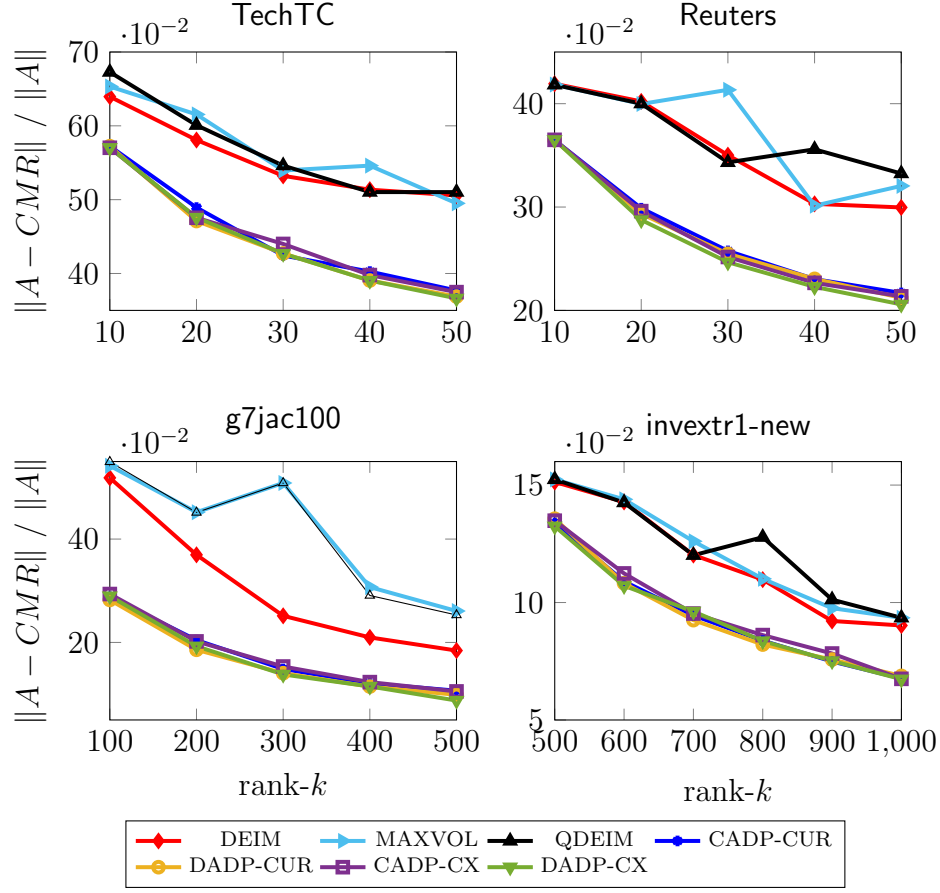 TechTC
Reuters
·10⁻²
·10⁻²
70
60
50
40
10 20 30 40 50
∥A − CMR∥ / ∥A∥
40
30
20
10 20 30 40 50
g7jac100
invextr1-new
·10⁻²
·10⁻²
40
20
100 200 300 400 500
∥A − CMR∥ / ∥A∥
rank-k
15
10
5
500 600 700 800 900 1,000
rank-k
DEIM MAXVOL QDEIM CADP-CUR
DADP-CUR CADP-CX DADP-CX